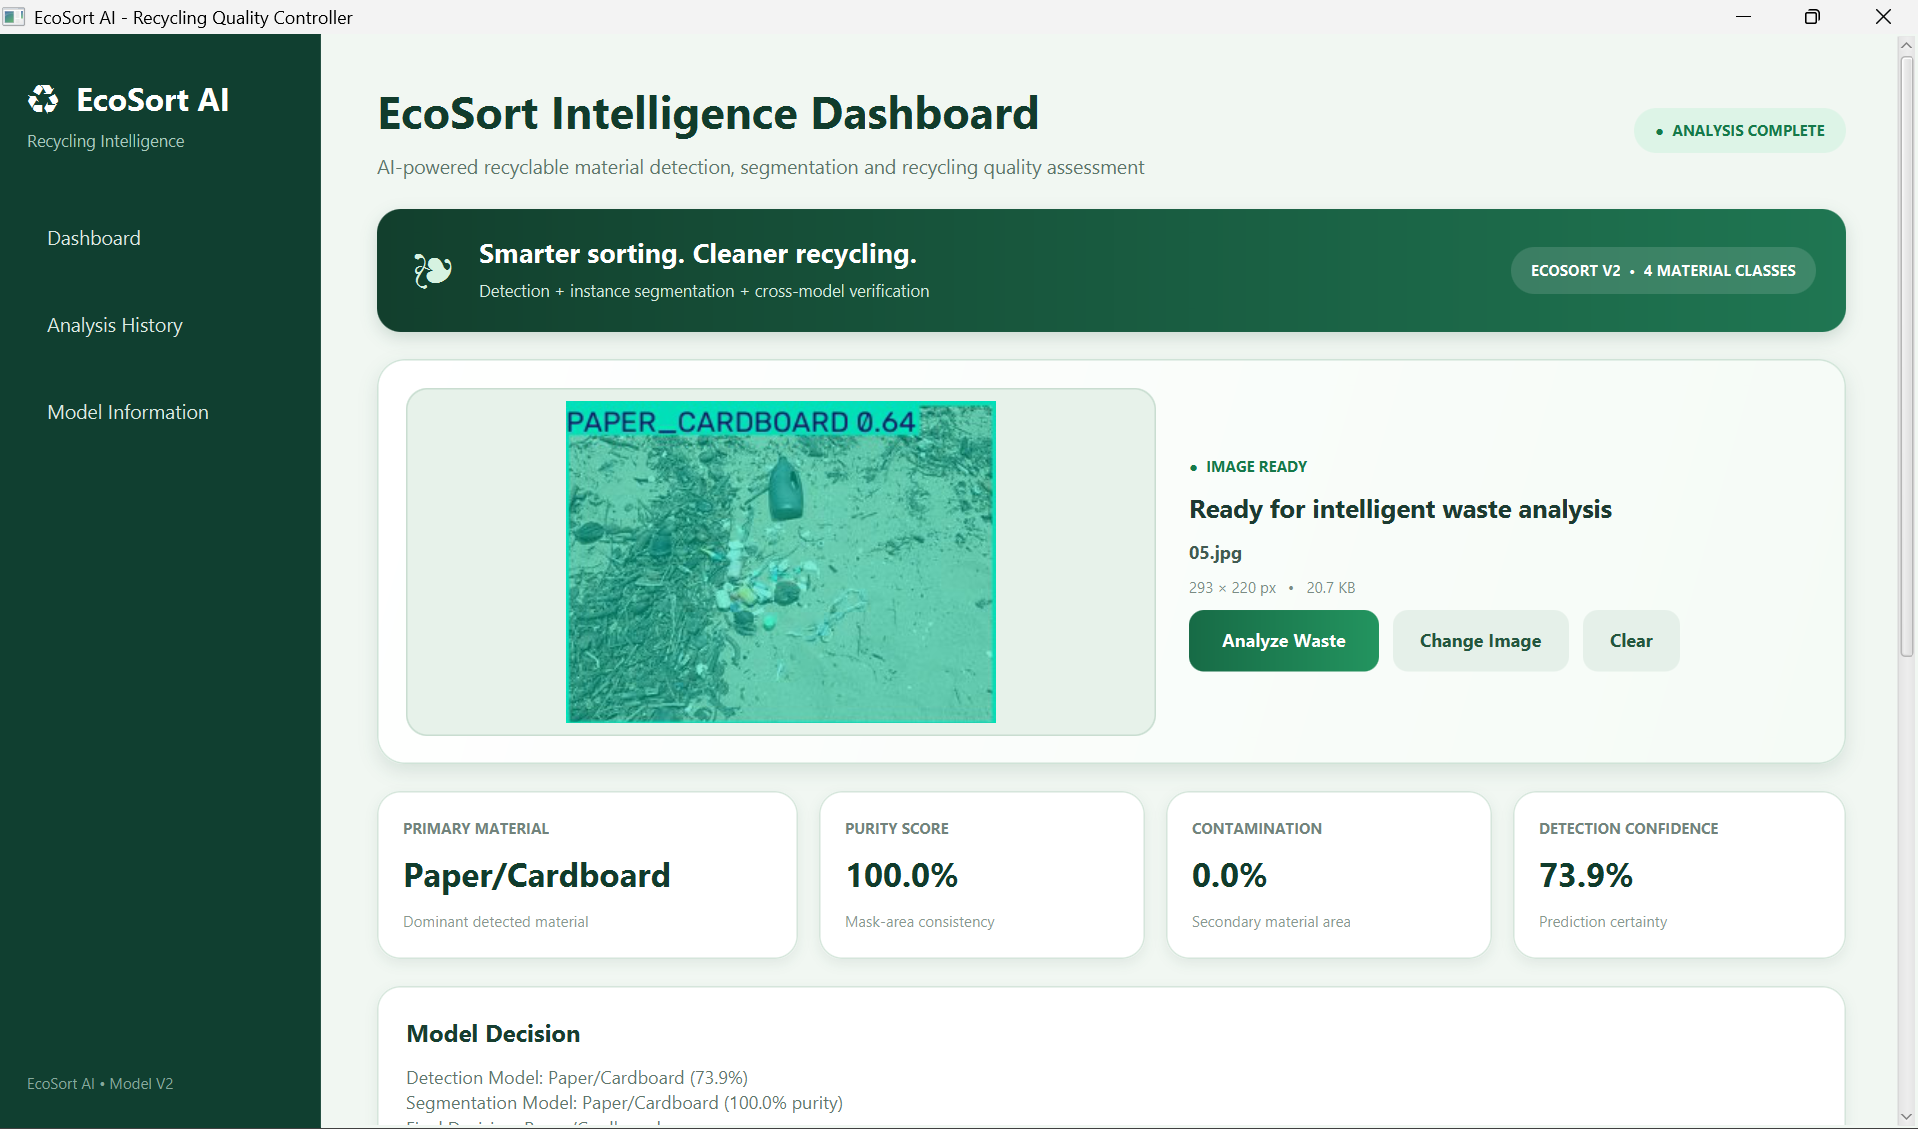 EcoSort AI - Recycling Quality Controller
EcoSort AI
Recycling Intelligence
Dashboard
Analysis History
Model Information
EcoSort AI • Model V2
EcoSort Intelligence Dashboard
AI-powered recyclable material detection, segmentation and recycling quality assessment
• ANALYSIS COMPLETE
Smarter sorting. Cleaner recycling.
Detection + instance segmentation + cross-model verification
ECOSORT V2 • 4 MATERIAL CLASSES
PAPER_CARDBOARD 0.64
• IMAGE READY
Ready for intelligent waste analysis
05.jpg
293 × 220 px • 20.7 KB
Analyze Waste
Change Image
Clear
PRIMARY MATERIAL
Paper/Cardboard
Dominant detected material
PURITY SCORE
100.0%
Mask-area consistency
CONTAMINATION
0.0%
Secondary material area
DETECTION CONFIDENCE
73.9%
Prediction certainty
Model Decision
Detection Model: Paper/Cardboard (73.9%)
Segmentation Model: Paper/Cardboard (100.0% purity)